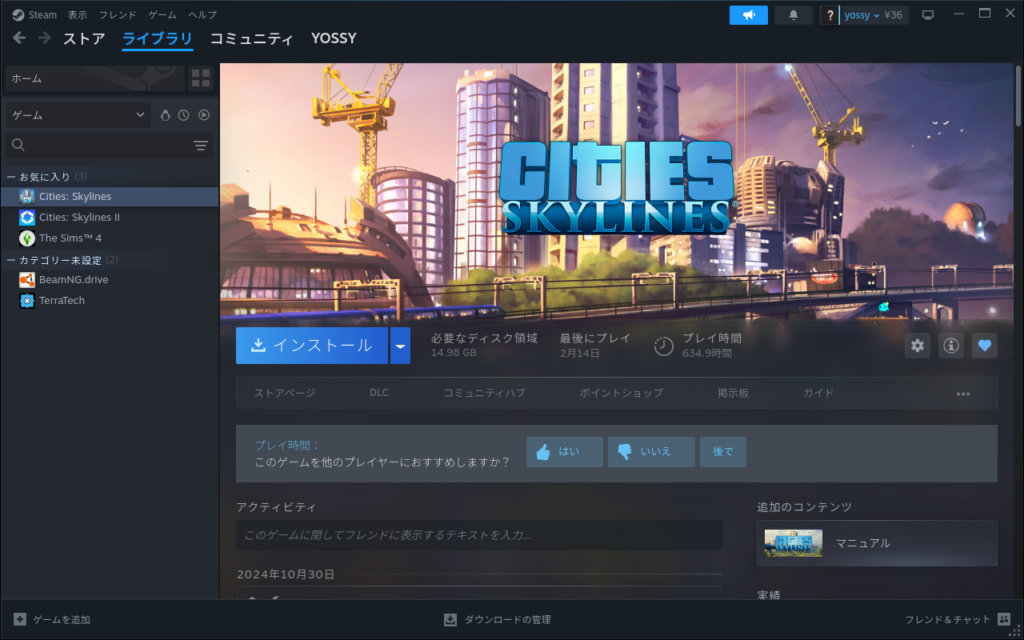 Steam 表示 フレンド ゲーム ヘルプ
? yossy ¥36
ストア ライブラリ コミュニティ YOSSY
ホーム
ゲーム
お気に入り (3)
Cities: Skylines
Cities: Skylines II
The Sims™ 4
カテゴリー未設定 (2)
BeamNG.drive
TerraTech
CITIES
SKYLINES®
インストール
必要なディスク領域
14.98 GB
最後にプレイ
2月14日
プレイ時間
634.9時間
ストアページ DLC コミュニティハブ ポイントショップ 掲示板 ガイド
プレイ時間：
このゲームを他のプレイヤーにおすすめしますか？
はい いいえ 後で
アクティビティ
このゲームに関してフレンドに表示するテキストを入力...
2024年10月30日
追加のコンテンツ
CITIES
SKYLINES
マニュアル
実績
ゲームを追加 ダウンロードの管理 フレンド＆チャット